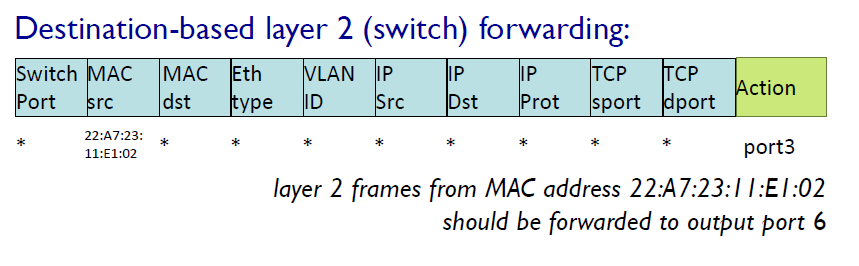 Destination-based layer 2 (switch) forwarding:
Switch Port MAC src MAC dst Eth type VLAN ID IP Src IP Dst IP Prot TCP sport TCP dport Action
* 22:A7:23:11:E1:02 * * * * * * * * port3
layer 2 frames from MAC address 22:A7:23:11:E1:02
should be forwarded to output port 6